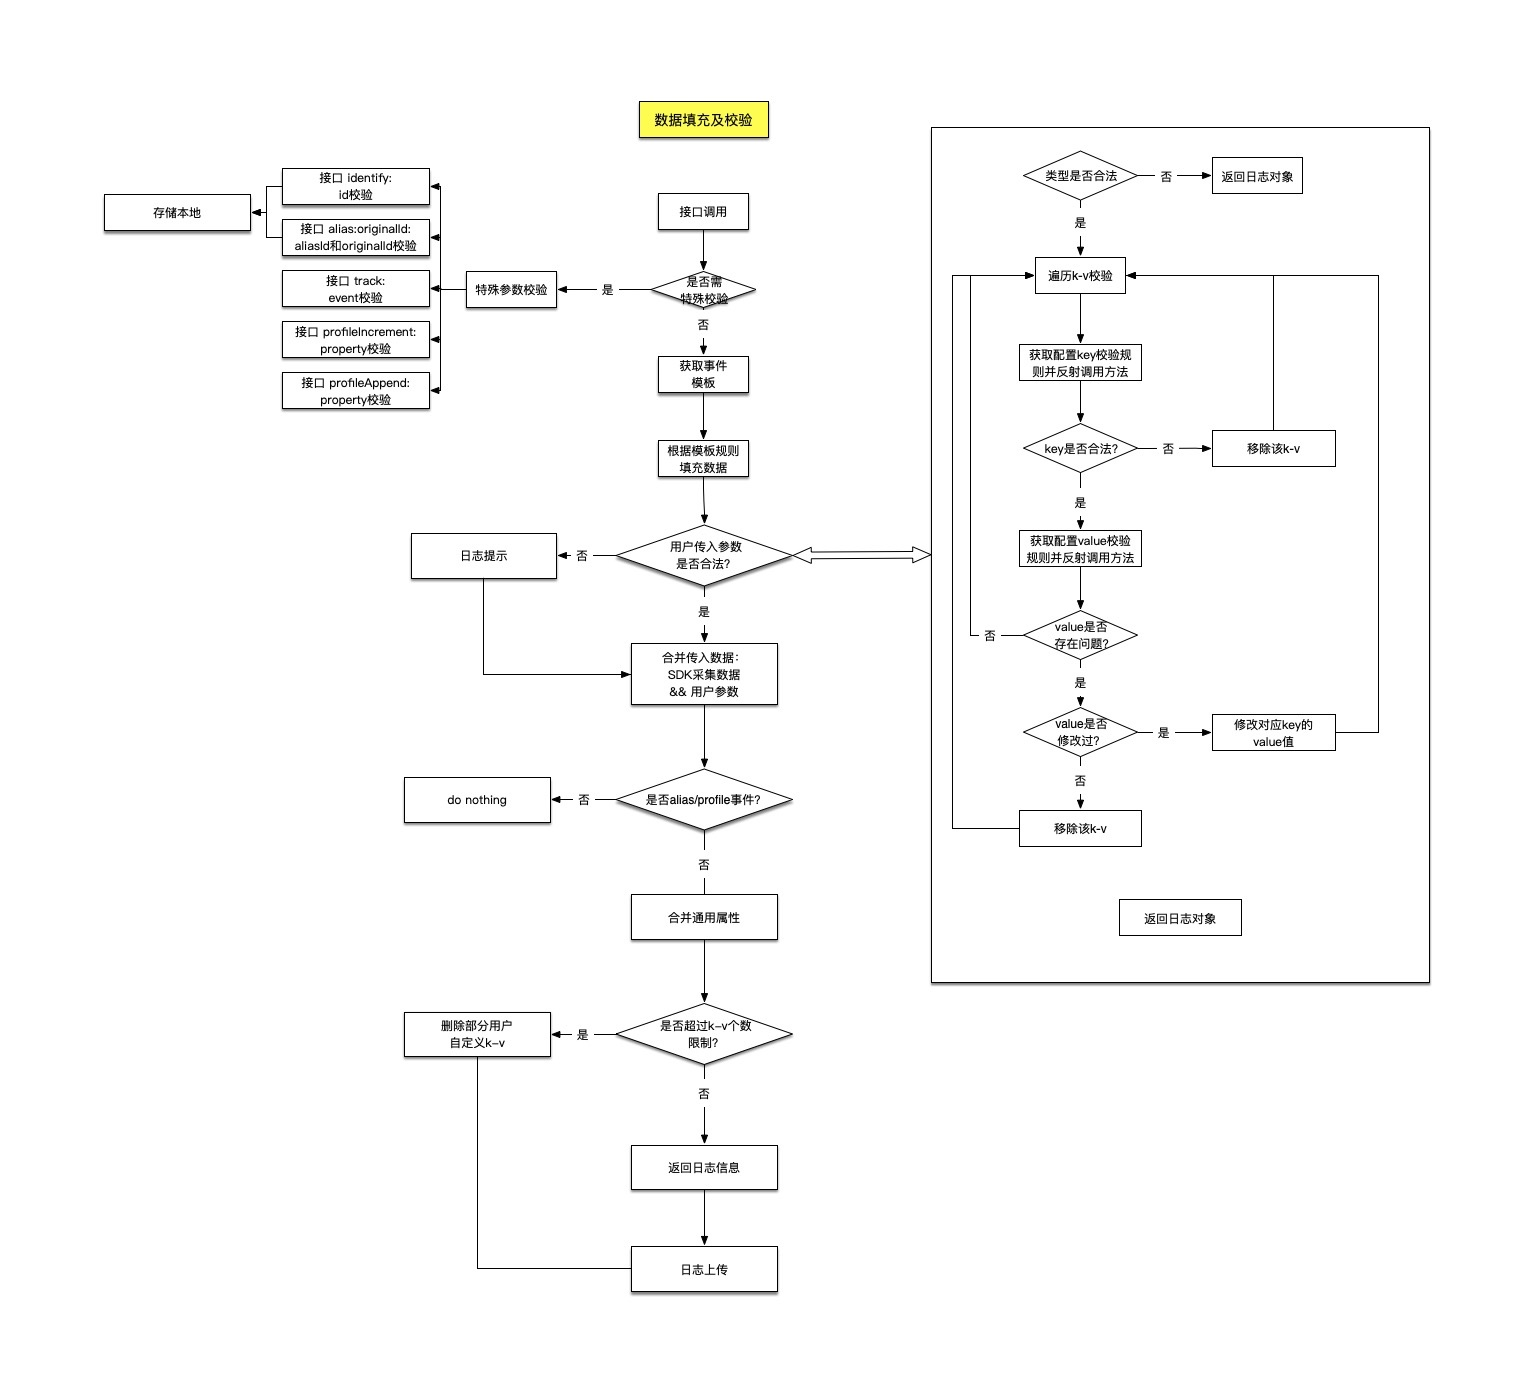 数据填充及校验
接口 identify:
id校验
存储本地
接口 alias:originalId:
aliasId和originalId校验
接口 track:
event校验
接口 profileIncrement:
property校验
接口 profileAppend:
property校验
特殊参数校验
是
接口调用
是否需
特殊校验
否
获取事件
模板
根据模板规则
填充数据
用户传入参数
是否合法?
否
日志提示
是
合并传入数据：
SDK采集数据
&& 用户参数
是否alias/profile事件?
否
do nothing
否
合并通用属性
是否超过k-v个数
限制?
是
删除部分用户
自定义k-v
否
返回日志信息
日志上传
类型是否合法
否
返回日志对象
是
遍历k-v校验
获取配置key校验规
则并反射调用方法
key是否合法?
否
移除该k-v
是
获取配置value校验
规则并反射调用方法
value是否
存在问题?
否
是
value是否
修改过?
是
修改对应key的
value值
否
移除该k-v
返回日志对象